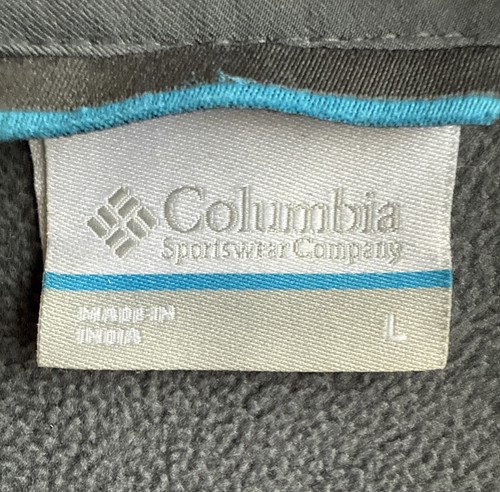 Columbia
Sportswear Company
MADE IN
INDIA
L